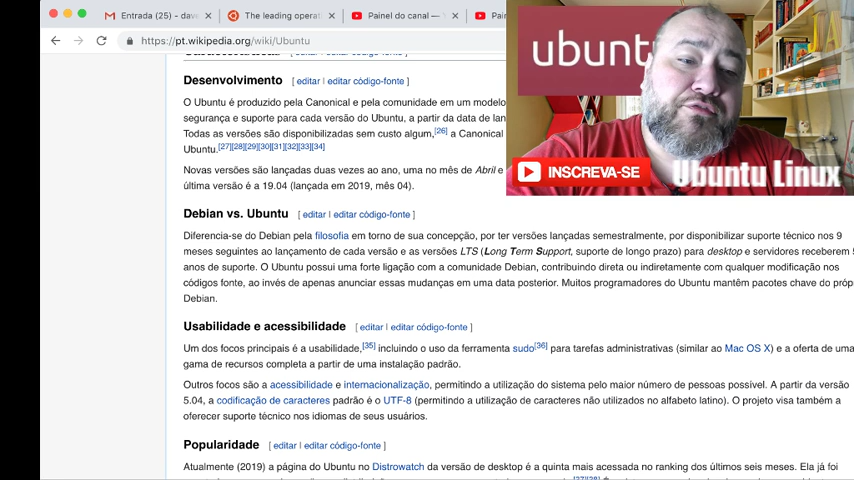 Entrada (25) - dav
The leading operat
Painel do canal —
Pain
https://pt.wikipedia.org/wiki/Ubuntu
ubuntu
Desenvolvimento [ editar | editar código-fonte ]
O Ubuntu é produzido pela Canonical e pela comunidade em um modelo
segurança e suporte para cada versão do Ubuntu, a partir da data de lan
Todas as versões são disponibilizadas sem custo algum,[26] a Canonical
Ubuntu.[27][28][29][30][31][32][33][34]
Novas versões são lançadas duas vezes ao ano, uma no mês de Abril e
última versão é a 19.04 (lançada em 2019, mês 04).
INSCREVA-SE
Ubuntu Linux
Debian vs. Ubuntu [ editar | editar código-fonte ]
Diferencia-se do Debian pela filosofia em torno de sua concepção, por ter versões lançadas semestralmente, por disponibilizar suporte técnico nos 9
meses seguintes ao lançamento de cada versão e as versões LTS (Long Term Support, suporte de longo prazo) para desktop e servidores receberem 5
anos de suporte. O Ubuntu possui uma forte ligação com a comunidade Debian, contribuindo direta ou indiretamente com qualquer modificação nos
códigos fonte, ao invés de apenas anunciar essas mudanças em uma data posterior. Muitos programadores do Ubuntu mantêm pacotes chave do próp
Debian.
Usabilidade e acessibilidade [ editar | editar código-fonte ]
Um dos focos principais é a usabilidade,[35] incluindo o uso da ferramenta sudo[36] para tarefas administrativas (similar ao Mac OS X) e a oferta de uma
gama de recursos completa a partir de uma instalação padrão.
Outros focos são a acessibilidade e internacionalização, permitindo a utilização do sistema pelo maior número de pessoas possível. A partir da versão
5.04, a codificação de caracteres padrão é o UTF-8 (permitindo a utilização de caracteres não utilizados no alfabeto latino). O projeto visa também a
oferecer suporte técnico nos idiomas de seus usuários.
Popularidade [ editar | editar código-fonte ]
Atualmente (2019) a página do Ubuntu no Distrowatch da versão de desktop é a quinta mais acessada no ranking dos últimos seis meses. Ela já foi